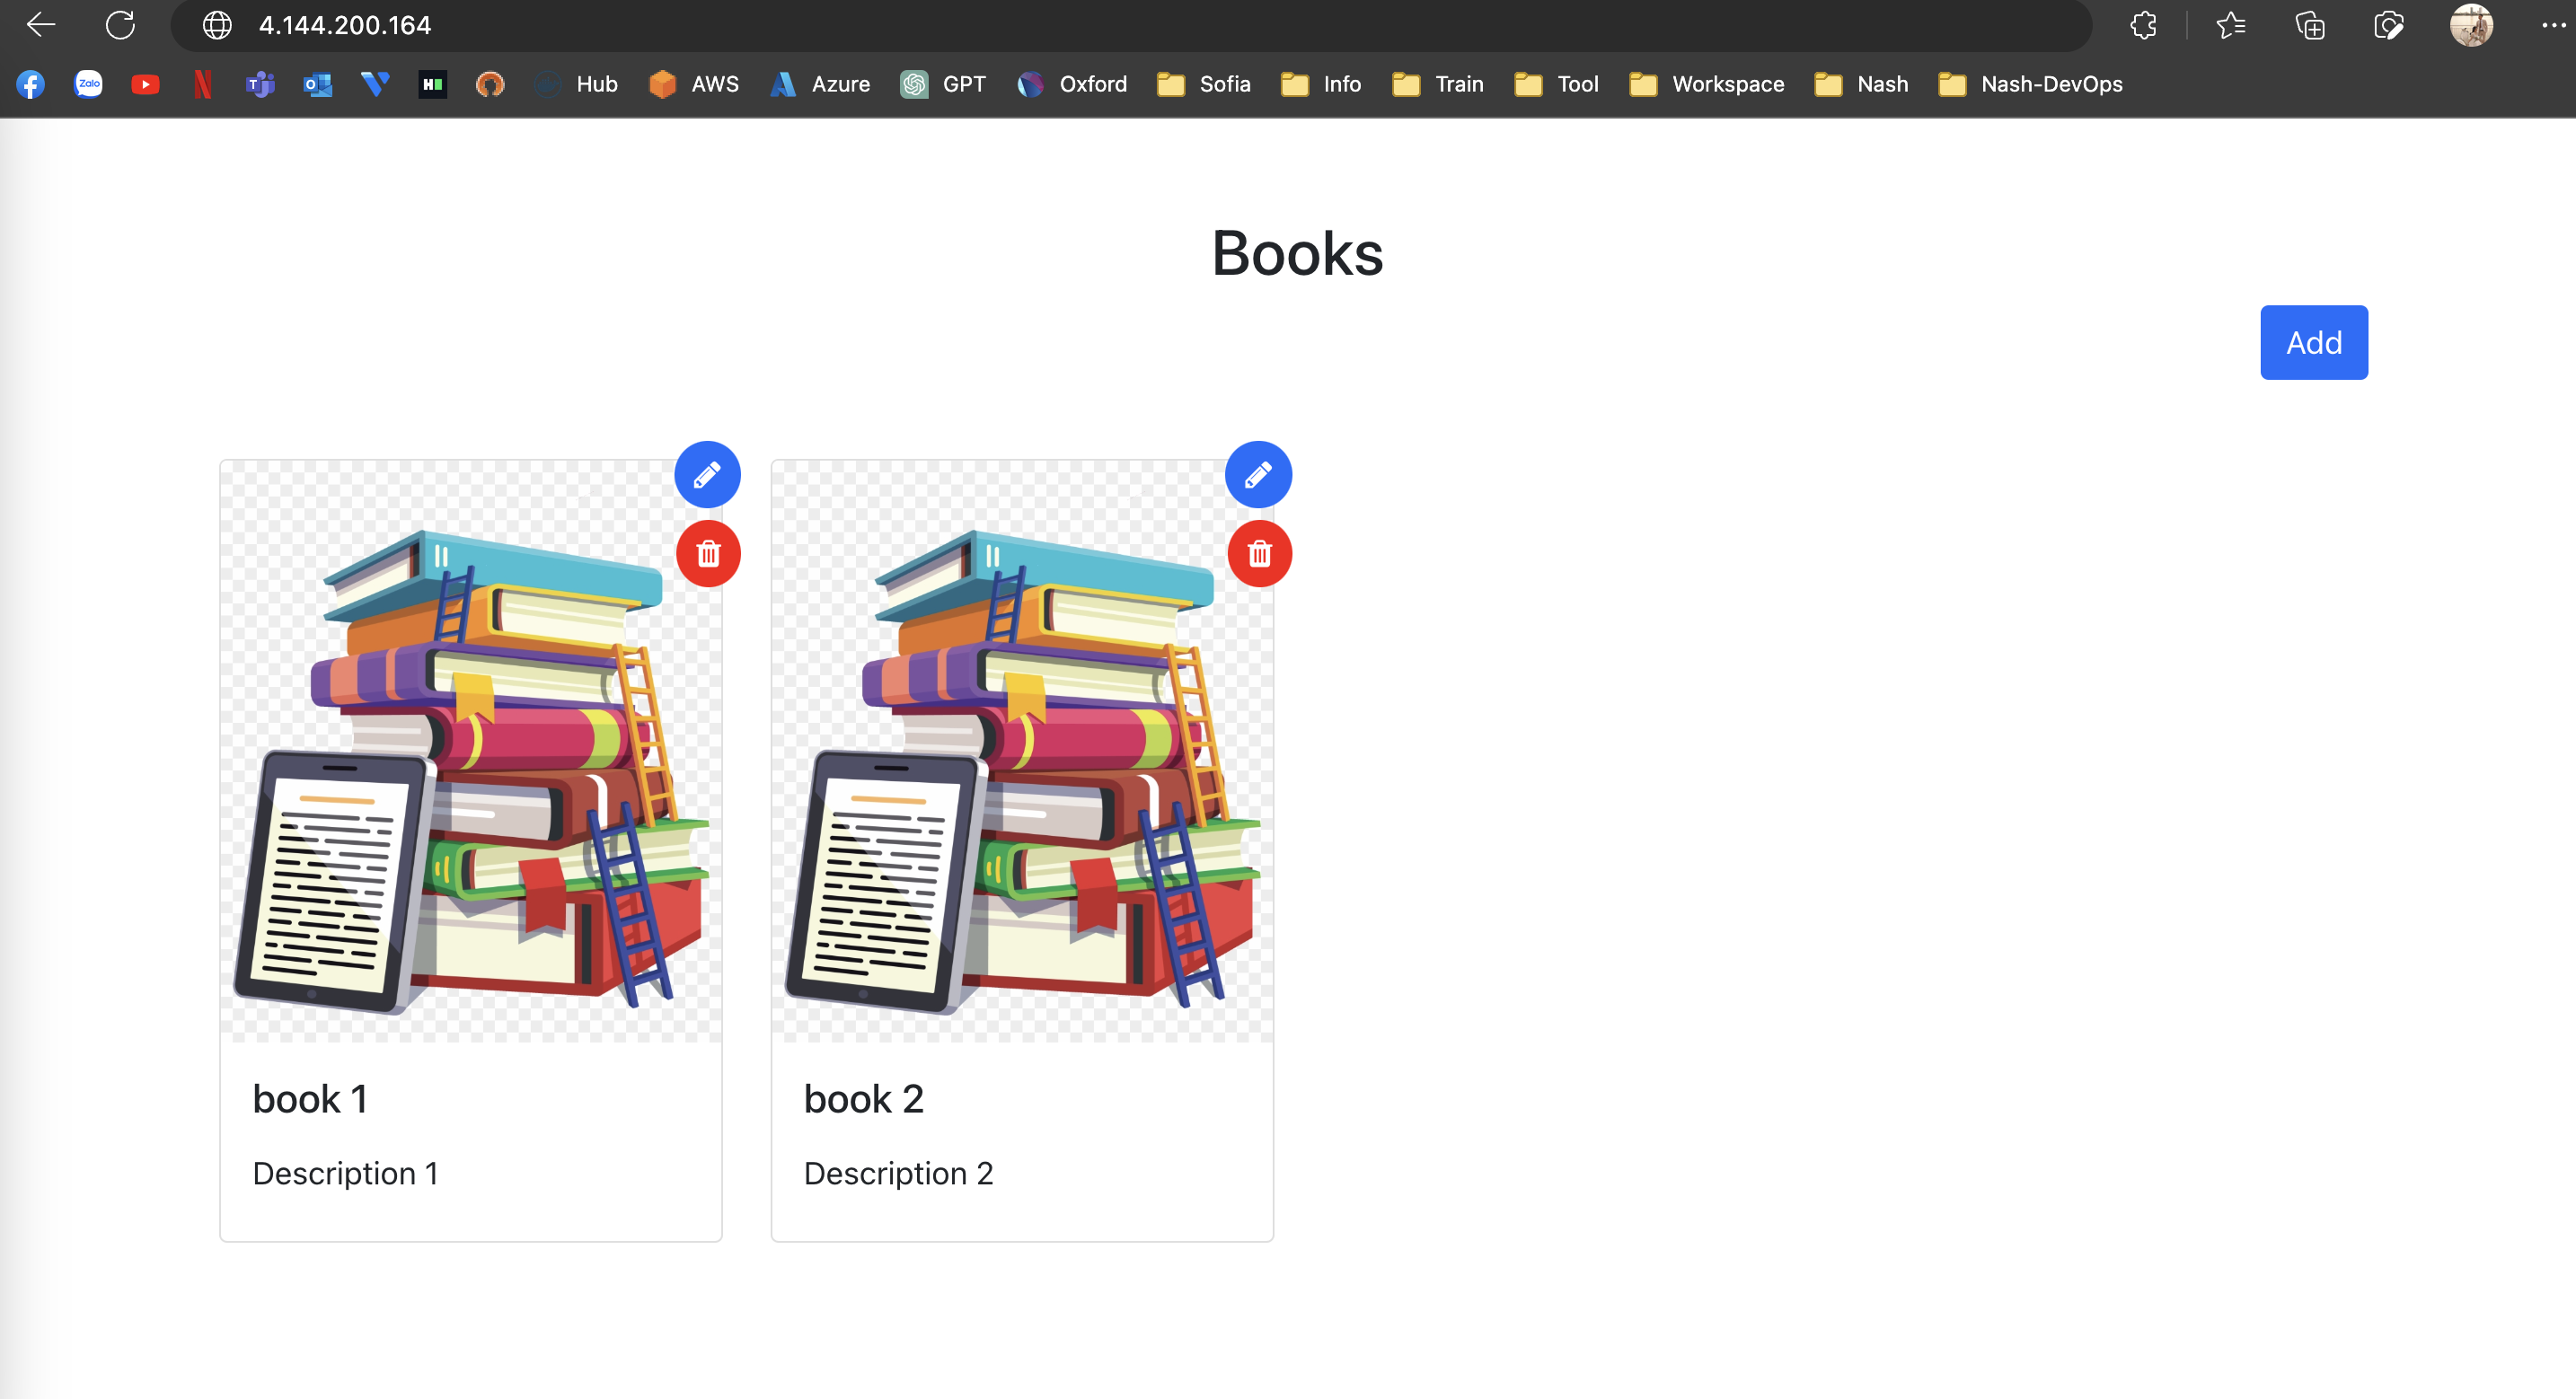 4.144.200.164
Zalo Hub AWS Azure GPT Oxford Sofia Info Train Tool Workspace Nash Nash-DevOps
Books
Add
book 1
Description 1
book 2
Description 2